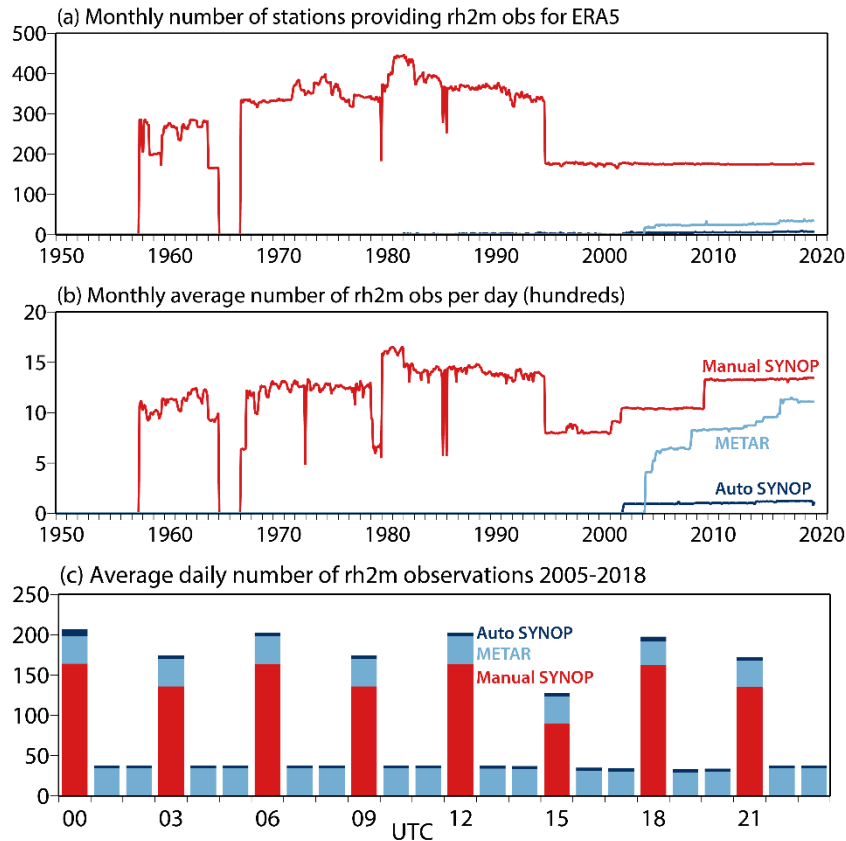 (a) Monthly number of stations providing rh2m obs for ERA5
500
400
300
200
100
0
1950 1960 1970 1980 1990 2000 2010 2020
(b) Monthly average number of rh2m obs per day (hundreds)
20
15
10
5
0
Manual SYNOP
METAR
Auto SYNOP
1950 1960 1970 1980 1990 2000 2010 2020
(c) Average daily number of rh2m observations 2005-2018
250
200
150
100
50
0
Auto SYNOP
METAR
Manual SYNOP
00 03 06 09 12 15 18 21
UTC